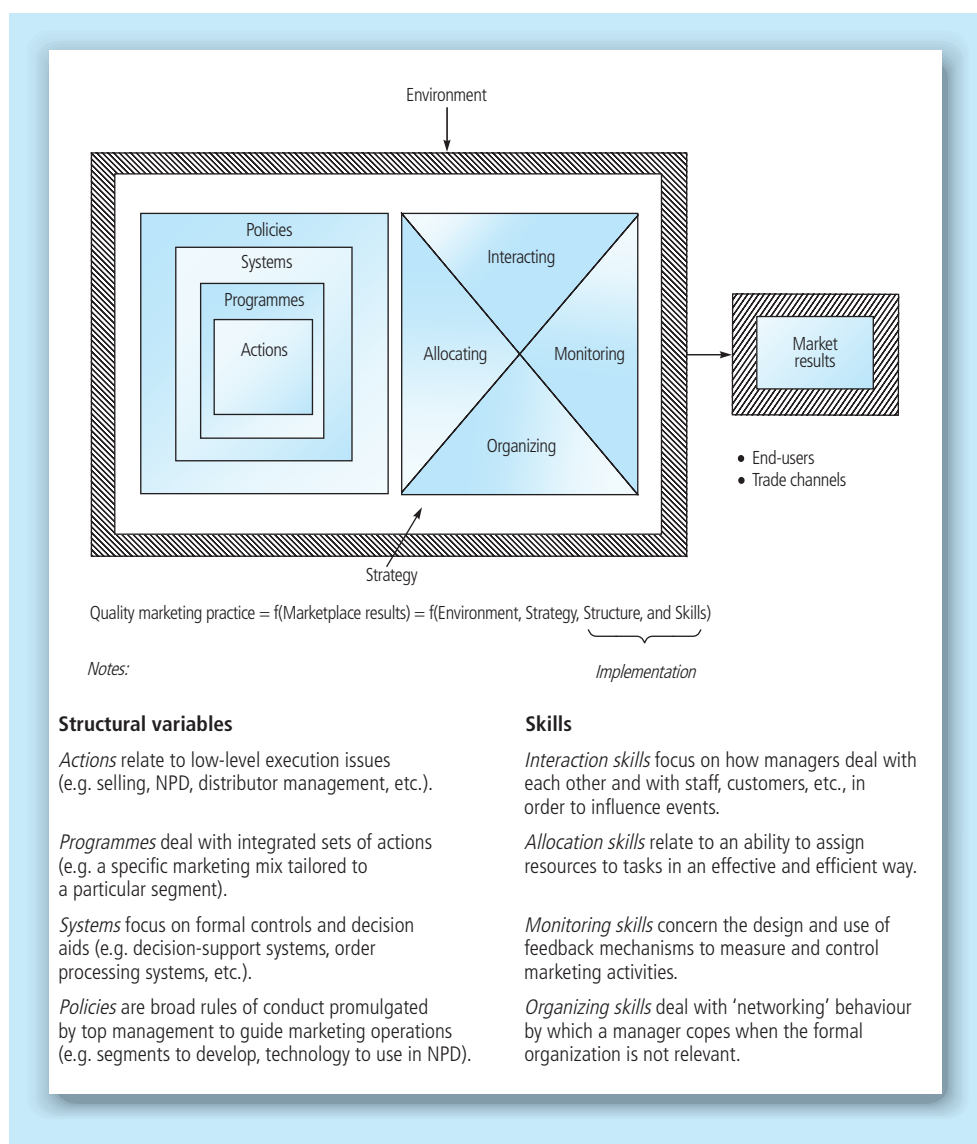 Environment
Policies
Systems
Programmes
Actions
Interacting
Allocating
Monitoring
Organizing
Market
results
• End-users
• Trade channels
Strategy
Quality marketing practice = f(Marketplace results) = f(Environment, Strategy, Structure, and Skills)
Notes:
Implementation
Structural variables
Actions relate to low-level execution issues
(e.g. selling, NPD, distributor management, etc.).
Programmes deal with integrated sets of actions
(e.g. a specific marketing mix tailored to
a particular segment).
Systems focus on formal controls and decision
aids (e.g. decision-support systems, order
processing systems, etc.).
Policies are broad rules of conduct promulgated
by top management to guide marketing operations
(e.g. segments to develop, technology to use in NPD).
Skills
Interaction skills focus on how managers deal with
each other and with staff, customers, etc., in
order to influence events.
Allocation skills relate to an ability to assign
resources to tasks in an effective and efficient way.
Monitoring skills concern the design and use of
feedback mechanisms to measure and control
marketing activities.
Organizing skills deal with 'networking' behaviour
by which a manager copes when the formal
organization is not relevant.